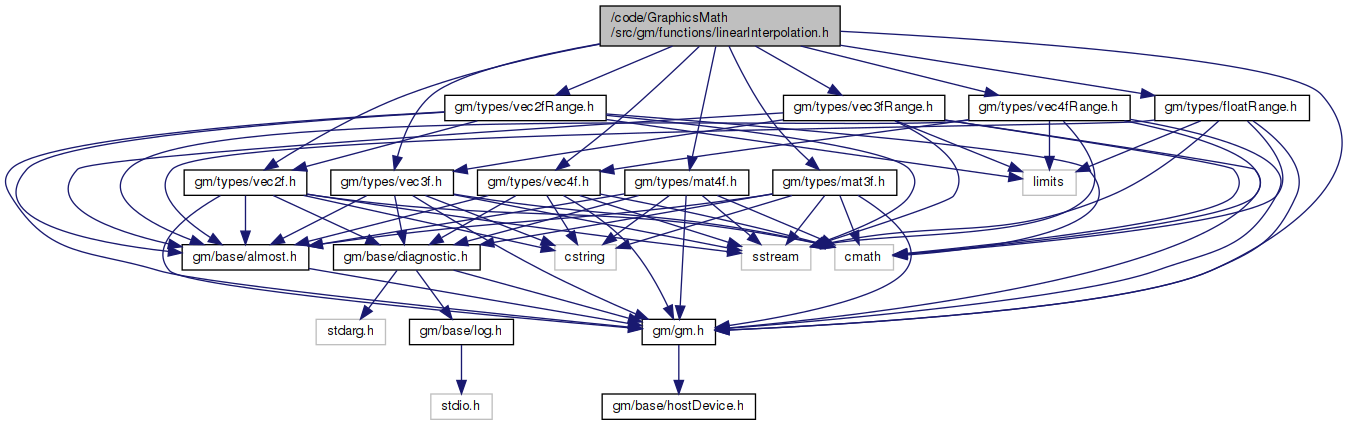 /code/GraphicsMath
/src/gm/functions/linearInterpolation.h
gm/types/vec2fRange.h
gm/types/vec3fRange.h
gm/types/vec4fRange.h
gm/types/floatRange.h
gm/types/vec2f.h
gm/types/vec3f.h
gm/types/vec4f.h
gm/types/mat4f.h
gm/types/mat3f.h
limits
gm/base/almost.h
gm/base/diagnostic.h
cstring
sstream
cmath
stdarg.h
gm/base/log.h
gm/gm.h
stdio.h
gm/base/hostDevice.h